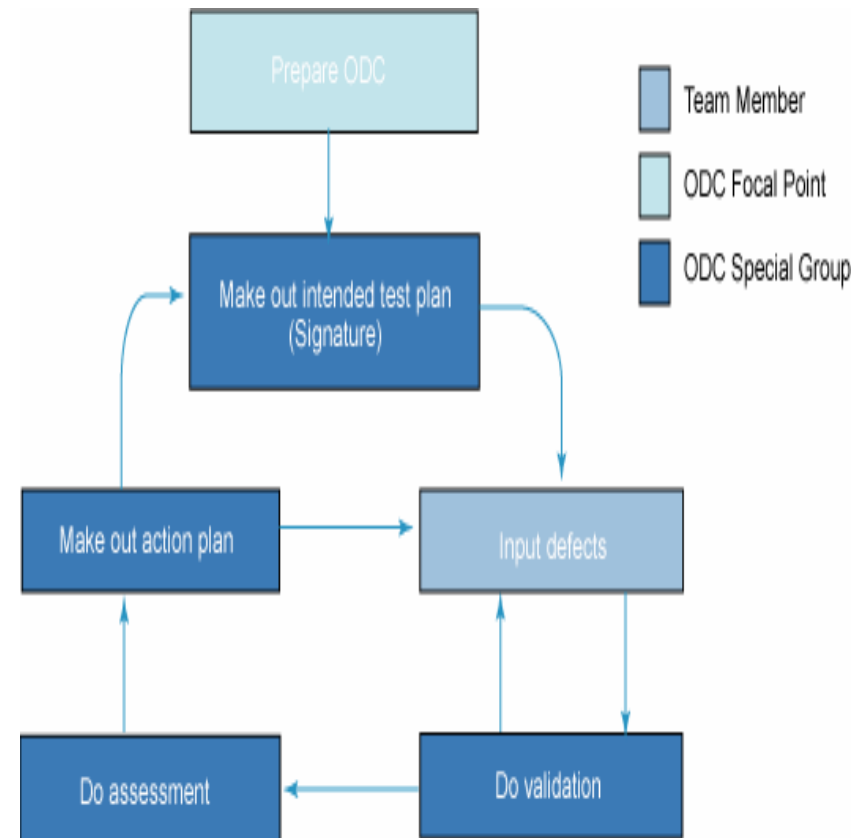 Prepare ODC
Team Member
ODC Focal Point
ODC Special Group
Make out intended test plan
(Signature)
Make out action plan
Input defects
Do assessment
Do validation